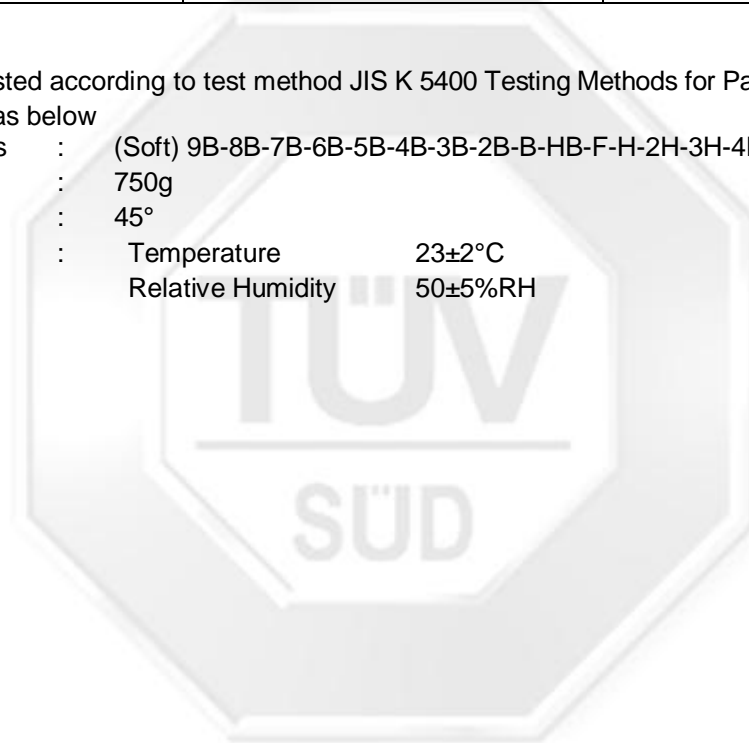 sted according to test method JIS K 5400 Testing Methods for Pa
as below
s : (Soft) 9B-8B-7B-6B-5B-4B-3B-2B-B-HB-F-H-2H-3H-4
: 750g
: 45°
: Temperature 23±2°C
Relative Humidity 50±5%RH
TÜV
SÜD